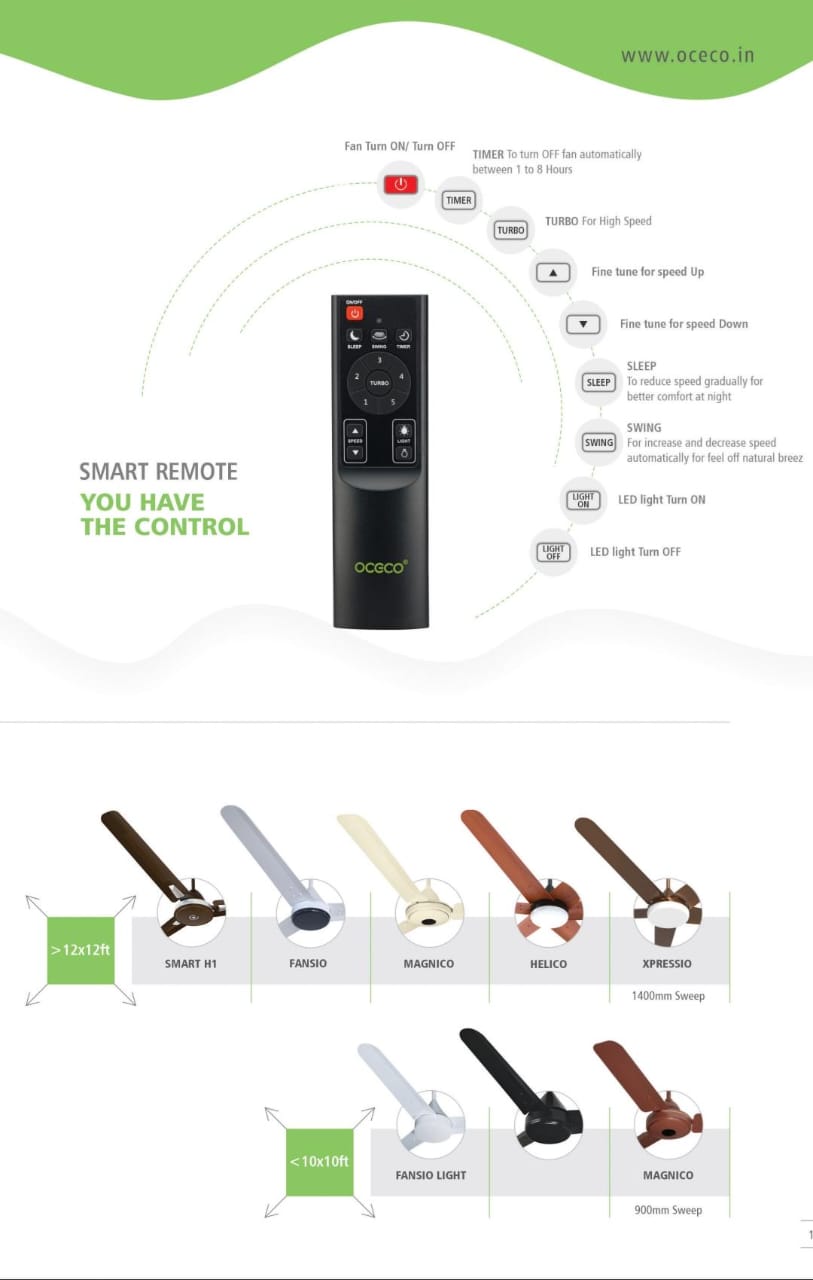 www.oceco.in
Fan Turn ON/ Turn OFF
TIMER To turn OFF fan automatically
between 1 to 8 Hours
TIMER
TURBO
TURBO For High Speed
Fine tune for speed Up
Fine tune for speed Down
SLEEP
SLEEP
To reduce speed gradually for
better comfort at night
SWING
SWING
For increase and decrease speed
automatically for feel off natural breez
LIGHT
ON
LED light Turn ON
LIGHT
OFF
LED light Turn OFF
ON/OFF
SLEEP SWING TIMER
3
2 4
TURBO
1 5
SPEED LIGHT
OCECO®
SMART REMOTE
YOU HAVE
THE CONTROL
>12x12ft
SMART H1 FANSIO MAGNICO HELICO XPRESSIO
1400mm Sweep
<10x10ft
FANSIO LIGHT MAGNICO
900mm Sweep
1